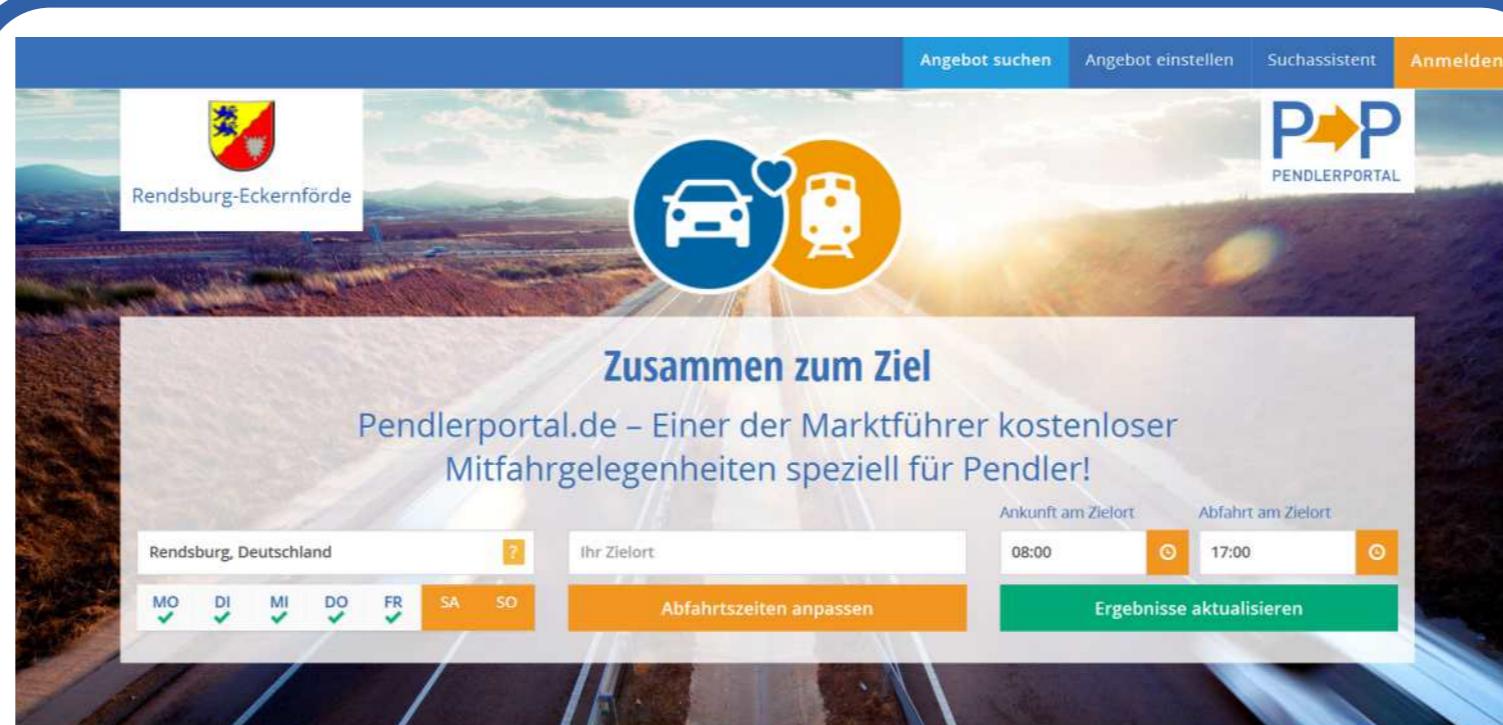 Angebot suchen Angebot einstellen Suchassistent Anmelden
Rendsburg-Eckernförde
P P
PENDLERPORTAL
Zusammen zum Ziel
Pendlerportal.de – Einer der Marktführer kostenloser
Mitfahrgelegenheiten speziell für Pendler!
Ankunft am Zielort Abfahrt am Zielort
Rendsburg, Deutschland ? Ihr Zielort 08:00 17:00
MO DI MI DO FR SA SO Abfahrtszeiten anpassen Ergebnisse aktualisieren